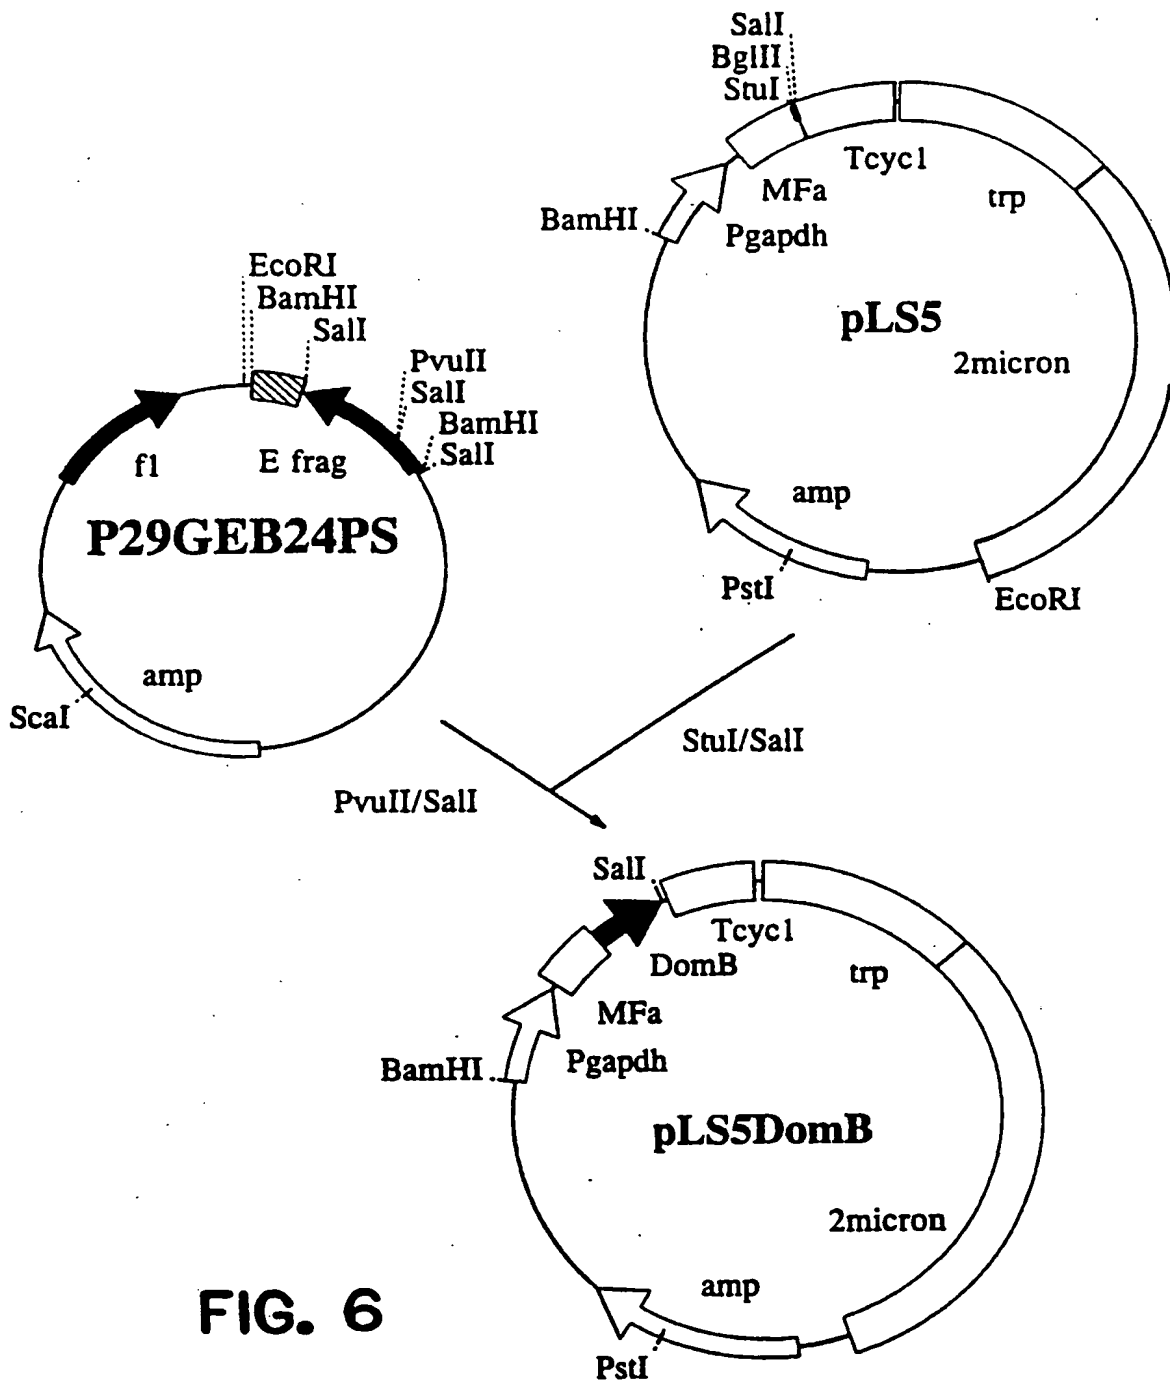 SalI
BglII
StuI
Tcyc1
trp
MFa
BamHI
Pgapdh
pLS5
2micron
amp
PstI
EcoRI
EcoRI
BamHI
SalI
PvuII
SalI
BamHI
SalI
f1
E frag
P29GEB24PS
amp
ScaI
StuI/SalI
PvuII/SalI
SalI
Tcyc1
DomB
trp
MFa
Pgapdh
BamHI
pLS5DomB
2micron
amp
PstI
FIG. 6